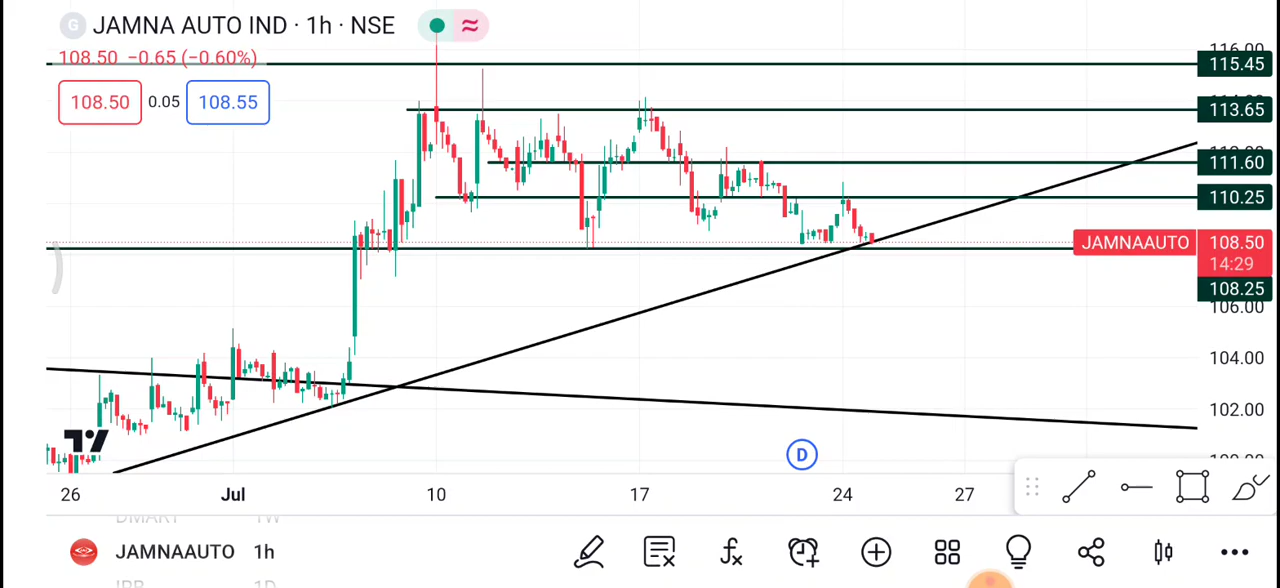 G JAMNA AUTO IND · 1h · NSE
108.50 −0.65 (−0.60%)
108.50 0.05 108.55
116.00
115.45
113.65
111.60
110.25
JAMNAAUTO 108.50
14:29
108.25
106.00
104.00
102.00
D
26 Jul 10 17 24 27
DMART 1W
JAMNAAUTO 1h